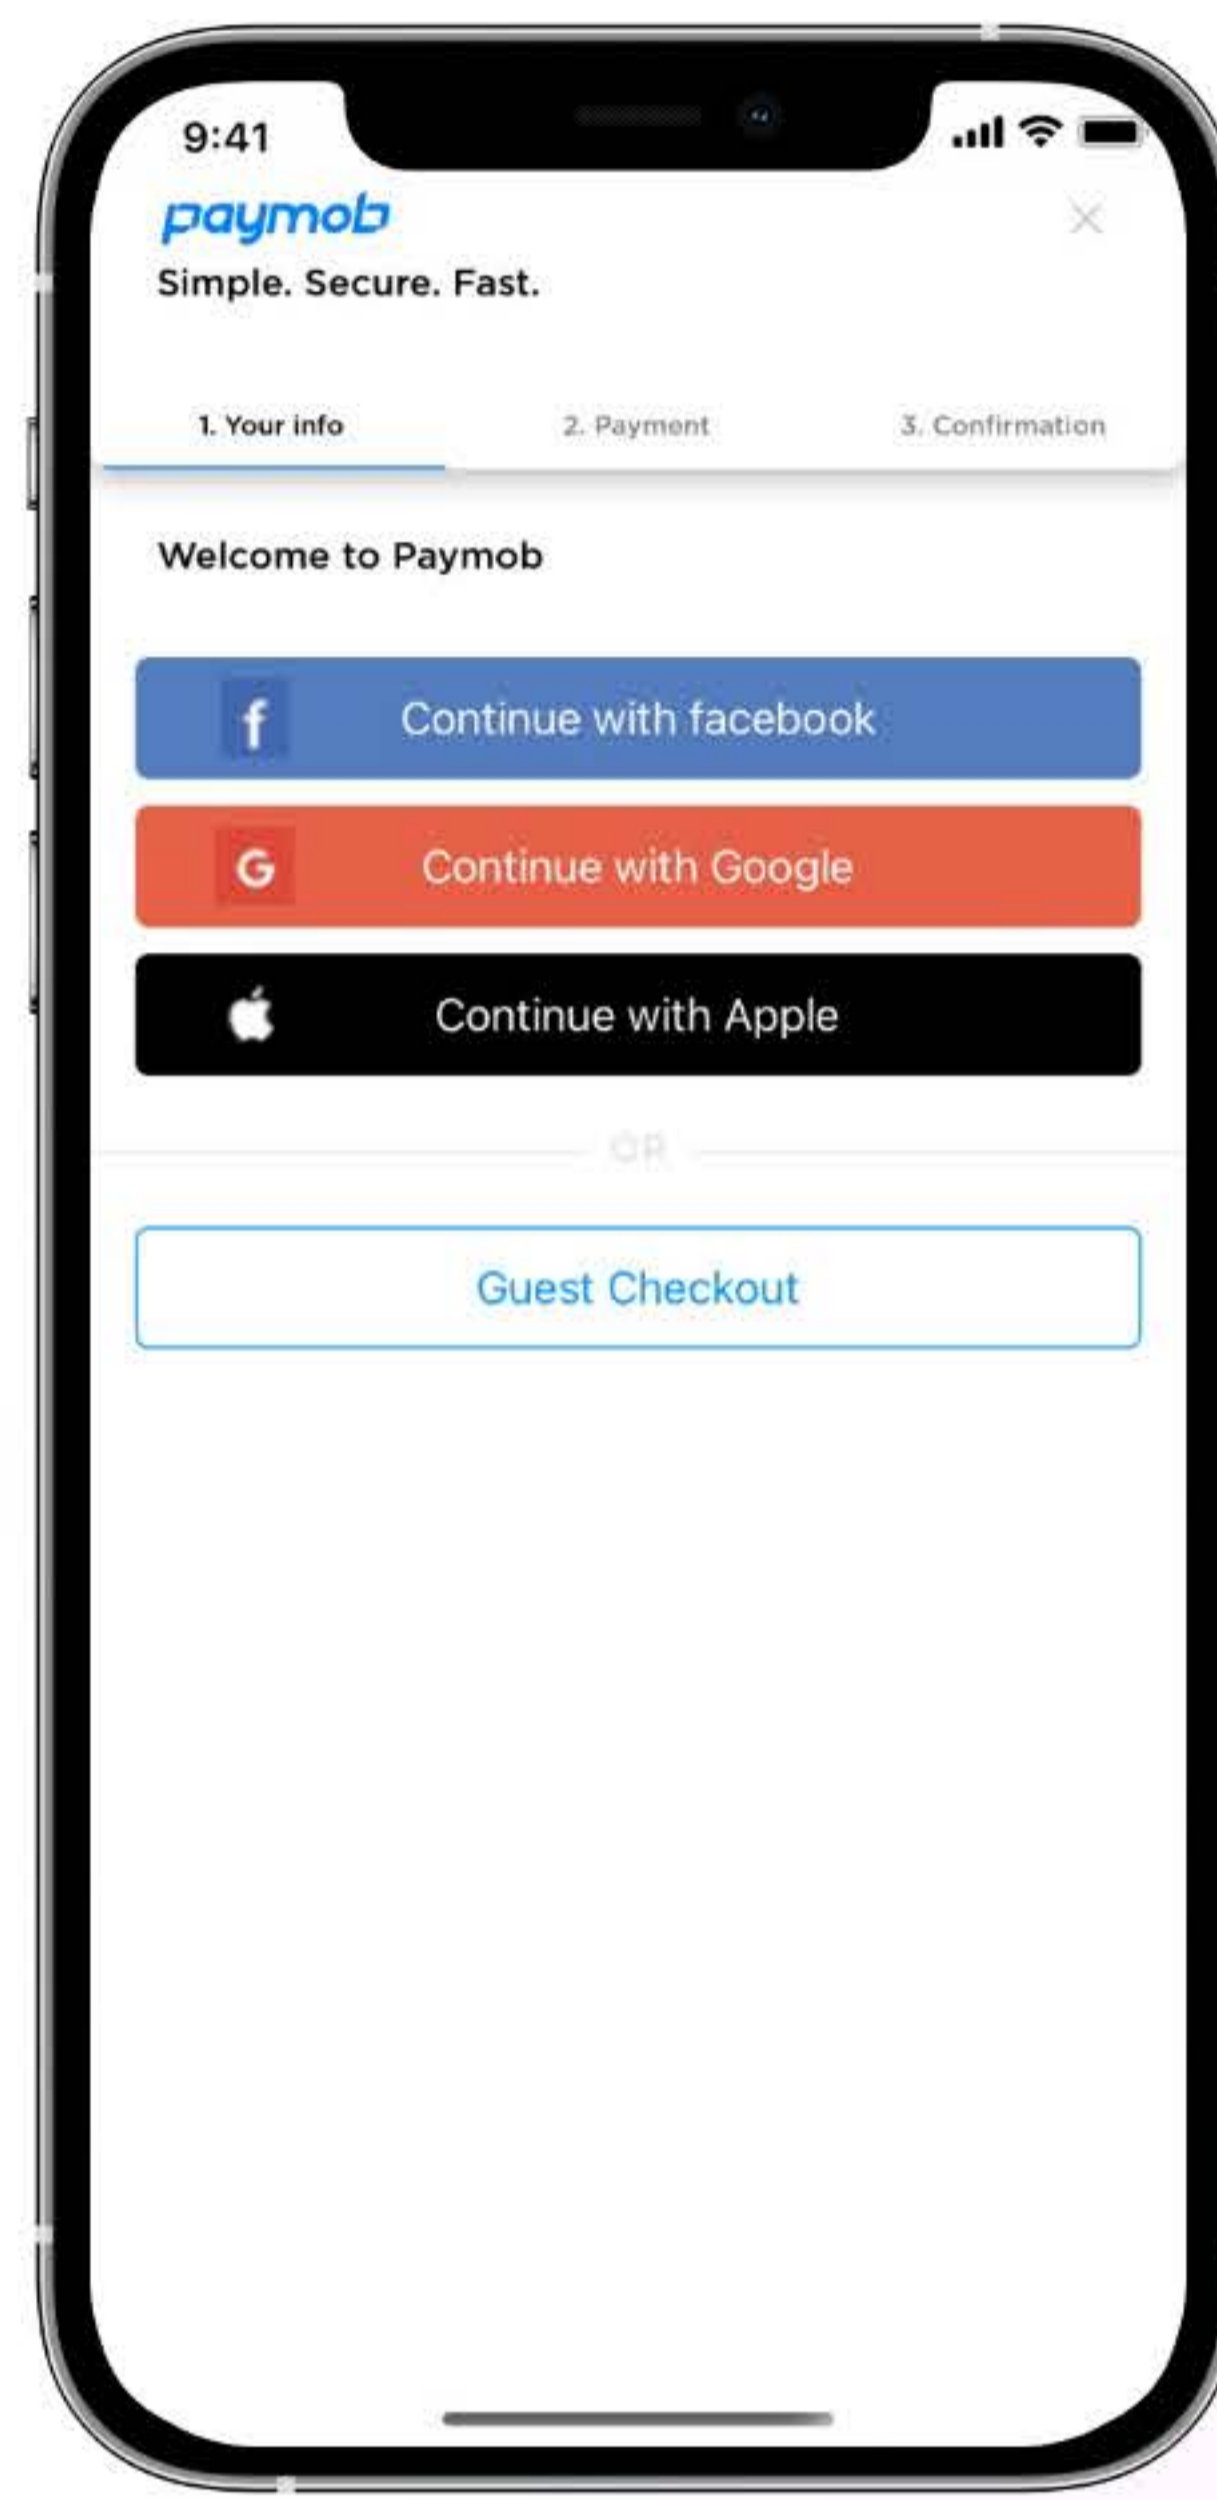 9:41
paymob
Simple. Secure. Fast.
1. Your info
2. Payment
3. Confirmation
Welcome to Paymob
f
Continue with facebook
G
Continue with Google
Continue with Apple
OR
Guest Checkout